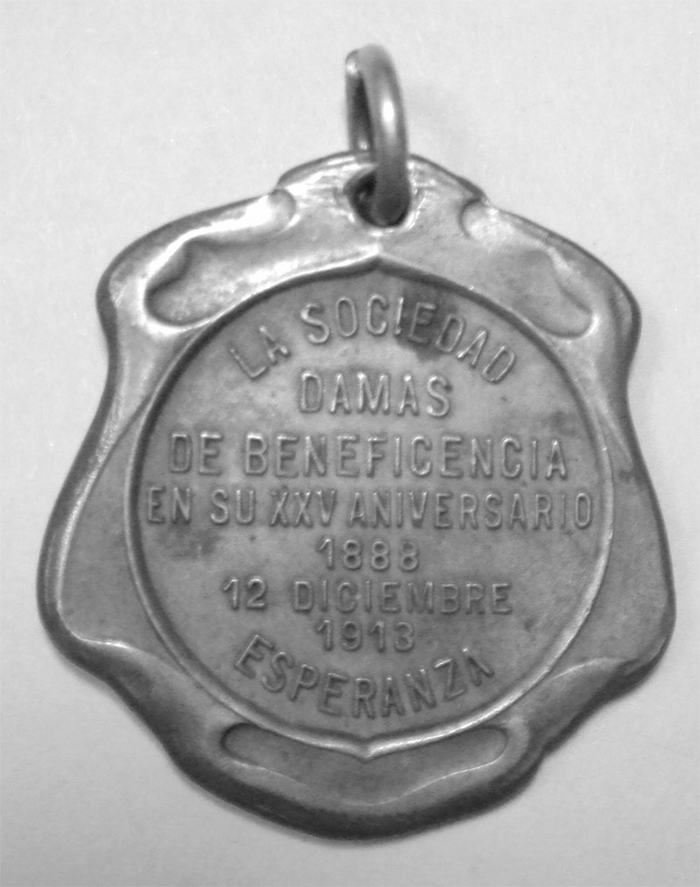 LA SOCIEDAD
DAMAS
DE BENEFICENCIA
EN SU XXV ANIVERSARIO
1888
12 DICIEMBRE
1913
ESPERANZA